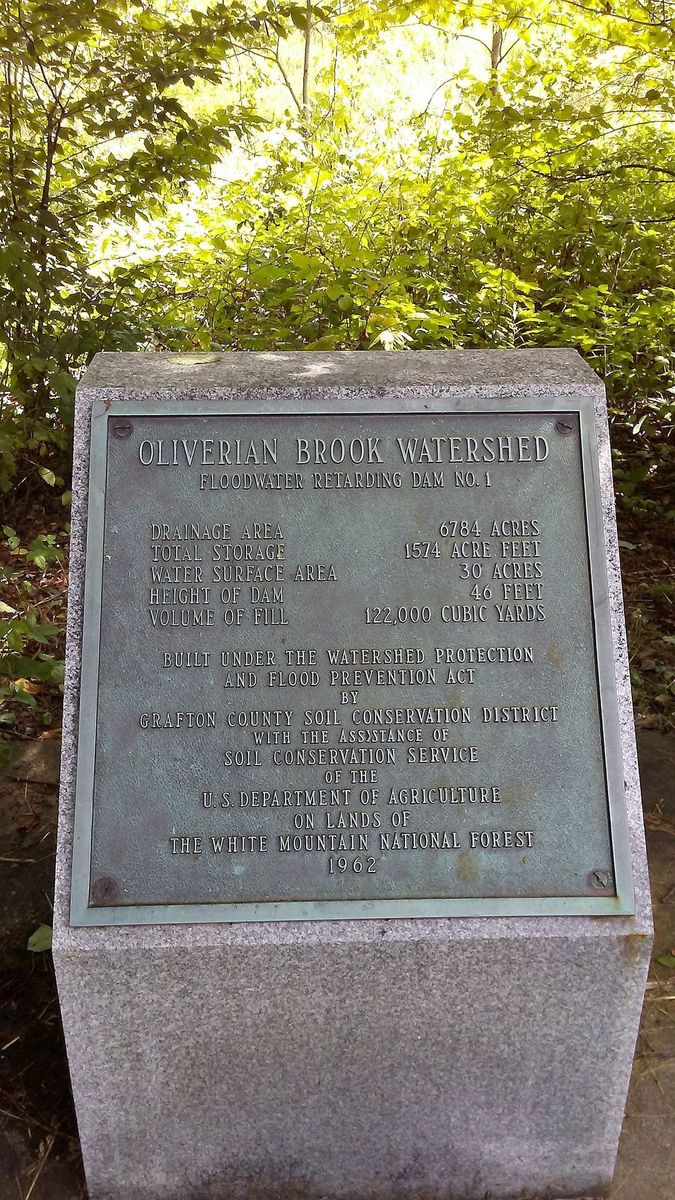 OLIVERIAN BROOK WATERSHED
FLOODWATER RETARDING DAM NO. 1
DRAINAGE AREA 6784 ACRES
TOTAL STORAGE 1574 ACRE FEET
WATER SURFACE AREA 30 ACRES
HEIGHT OF DAM 46 FEET
VOLUME OF FILL 122,000 CUBIC YARDS
BUILT UNDER THE WATERSHED PROTECTION
AND FLOOD PREVENTION ACT
BY
GRAFTON COUNTY SOIL CONSERVATION DISTRICT
WITH THE ASSISTANCE OF
SOIL CONSERVATION SERVICE
OF THE
U.S. DEPARTMENT OF AGRICULTURE
ON LANDS OF
THE WHITE MOUNTAIN NATIONAL FOREST
1962